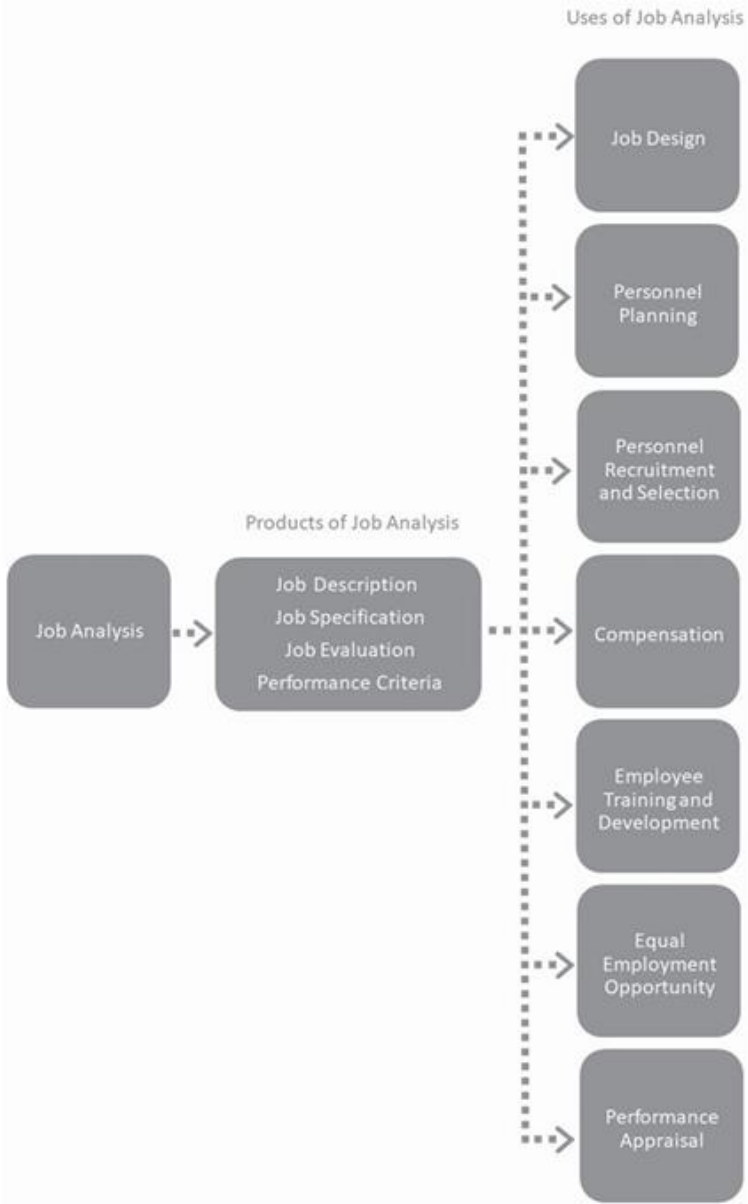 Uses of Job Analysis
Job Design
Personnel
Planning
Personnel
Recruitment
and Selection
Products of Job Analysis
Job Analysis
Job Description
Job Specification
Job Evaluation
Performance Criteria
Compensation
Employee
Training and
Development
Equal
Employment
Opportunity
Performance
Appraisal